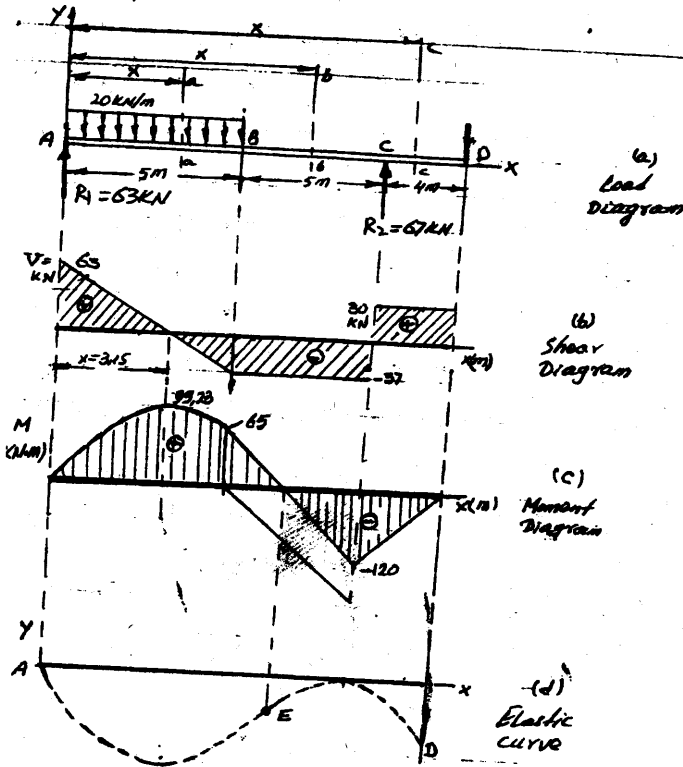 Y
x
C
x
b
x
a
20KN/m
A
B
C
D
X
a
b
c
5m
5m
4m
R1=63KN
R2=67KN
(a)
Load
Diagram
V=
KN
63
+
30
KN
+
-
-37
x(m)
x=3.15
(b)
Shear
Diagram
M
(N.m)
99,23
65
+
-
-120
x(m)
(c)
Moment
Diagram
Y
A
E
D
x
(d)
Elastic
curve